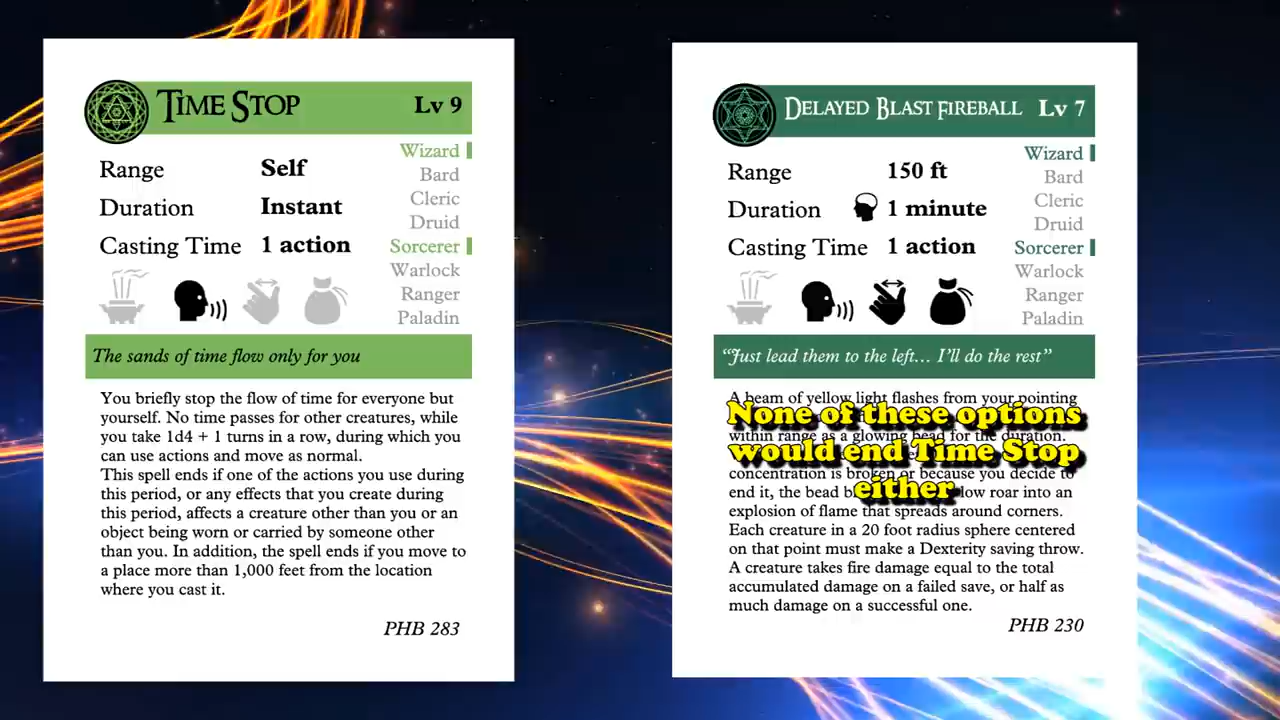 TIME STOP Lv 9
Range Self
Duration Instant
Casting Time 1 action
Wizard
Bard
Cleric
Druid
Sorcerer
Warlock
Ranger
Paladin
The sands of time flow only for you
You briefly stop the flow of time for everyone but
yourself. No time passes for other creatures, while
you take 1d4 + 1 turns in a row, during which you
can use actions and move as normal.
This spell ends if one of the actions you use during
this period, or any effects that you create during
this period, affects a creature other than you or an
object being worn or carried by someone other
than you. In addition, the spell ends if you move to
a place more than 1,000 feet from the location
where you cast it.
PHB 283
DELAYED BLAST FIREBALL Lv 7
Range 150 ft
Duration 1 minute
Casting Time 1 action
Wizard
Bard
Cleric
Druid
Sorcerer
Warlock
Ranger
Paladin
"Just lead them to the left... I'll do the rest"
A beam of yellow light flashes from your pointing
within range as a glowing bead for the duration.
concentration is broken or because you decide to
end it, the bead low roar into an
explosion of flame that spreads around corners.
Each creature in a 20 foot radius sphere centered
on that point must make a Dexterity saving throw.
A creature takes fire damage equal to the total
accumulated damage on a failed save, or half as
much damage on a successful one.
PHB 230
None of these options
would end Time Stop
either